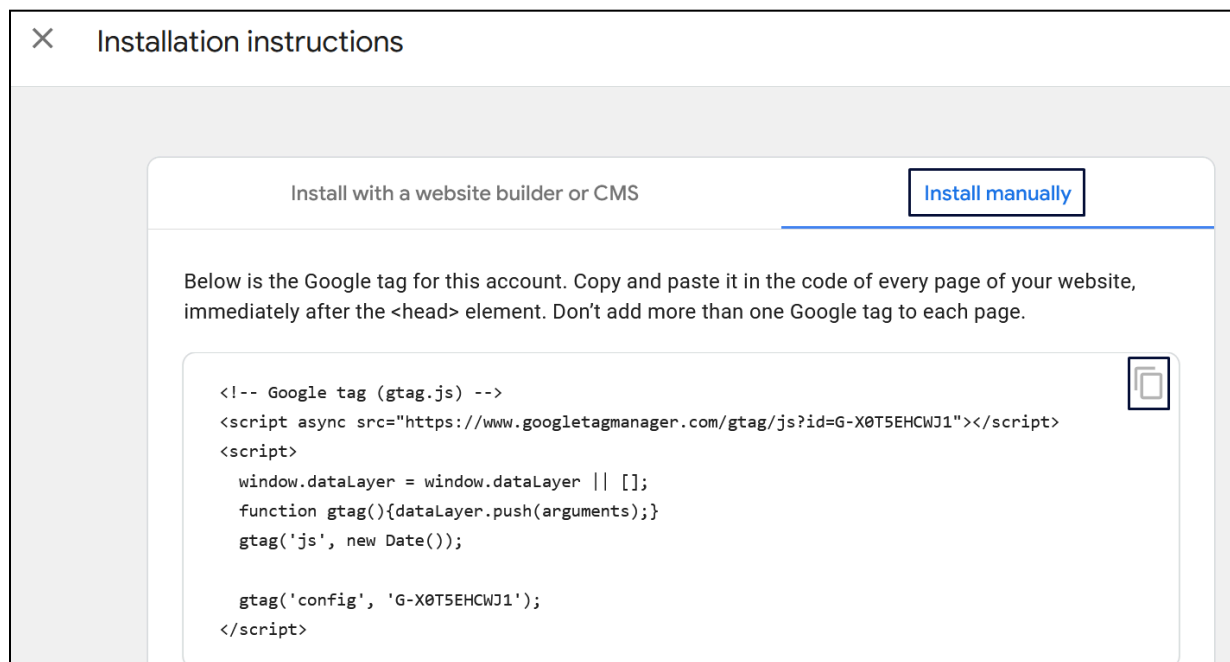 Installation instructions
Install with a website builder or CMS
Install manually
Below is the Google tag for this account. Copy and paste it in the code of every page of your website,
immediately after the <head> element. Don’t add more than one Google tag to each page.
<!-- Google tag (gtag.js) -->
<script async src="https://www.googletagmanager.com/gtag/js?id=G-X0T5EHCWJ1"></script>
<script>
  window.dataLayer = window.dataLayer || [];
  function gtag(){dataLayer.push(arguments);}
  gtag('js', new Date());
  gtag('config', 'G-X0T5EHCWJ1');
</script>